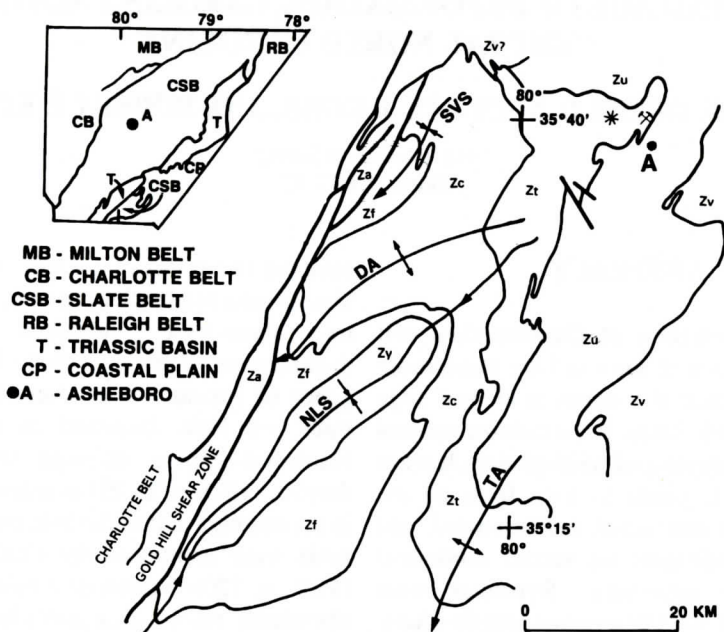 80° 79° 78°
MB
RB
CSB
CB
A
T
CP
T
CSB
MB - MILTON BELT
CB - CHARLOTTE BELT
CSB - SLATE BELT
RB - RALEIGH BELT
T - TRIASSIC BASIN
CP - COASTAL PLAIN
●A - ASHEBORO
Zv?
Zu
80°
35° 40'
SVS
A
Za
Zc
Zt
Zv
Zf
DA
Zu
Zy
Za
Zf
Zc
Zv
NLS
CHARLOTTE BELT
GOLD HILL SHEAR ZONE
TA
Zf
Zt
35° 15'
80°
0 20 KM